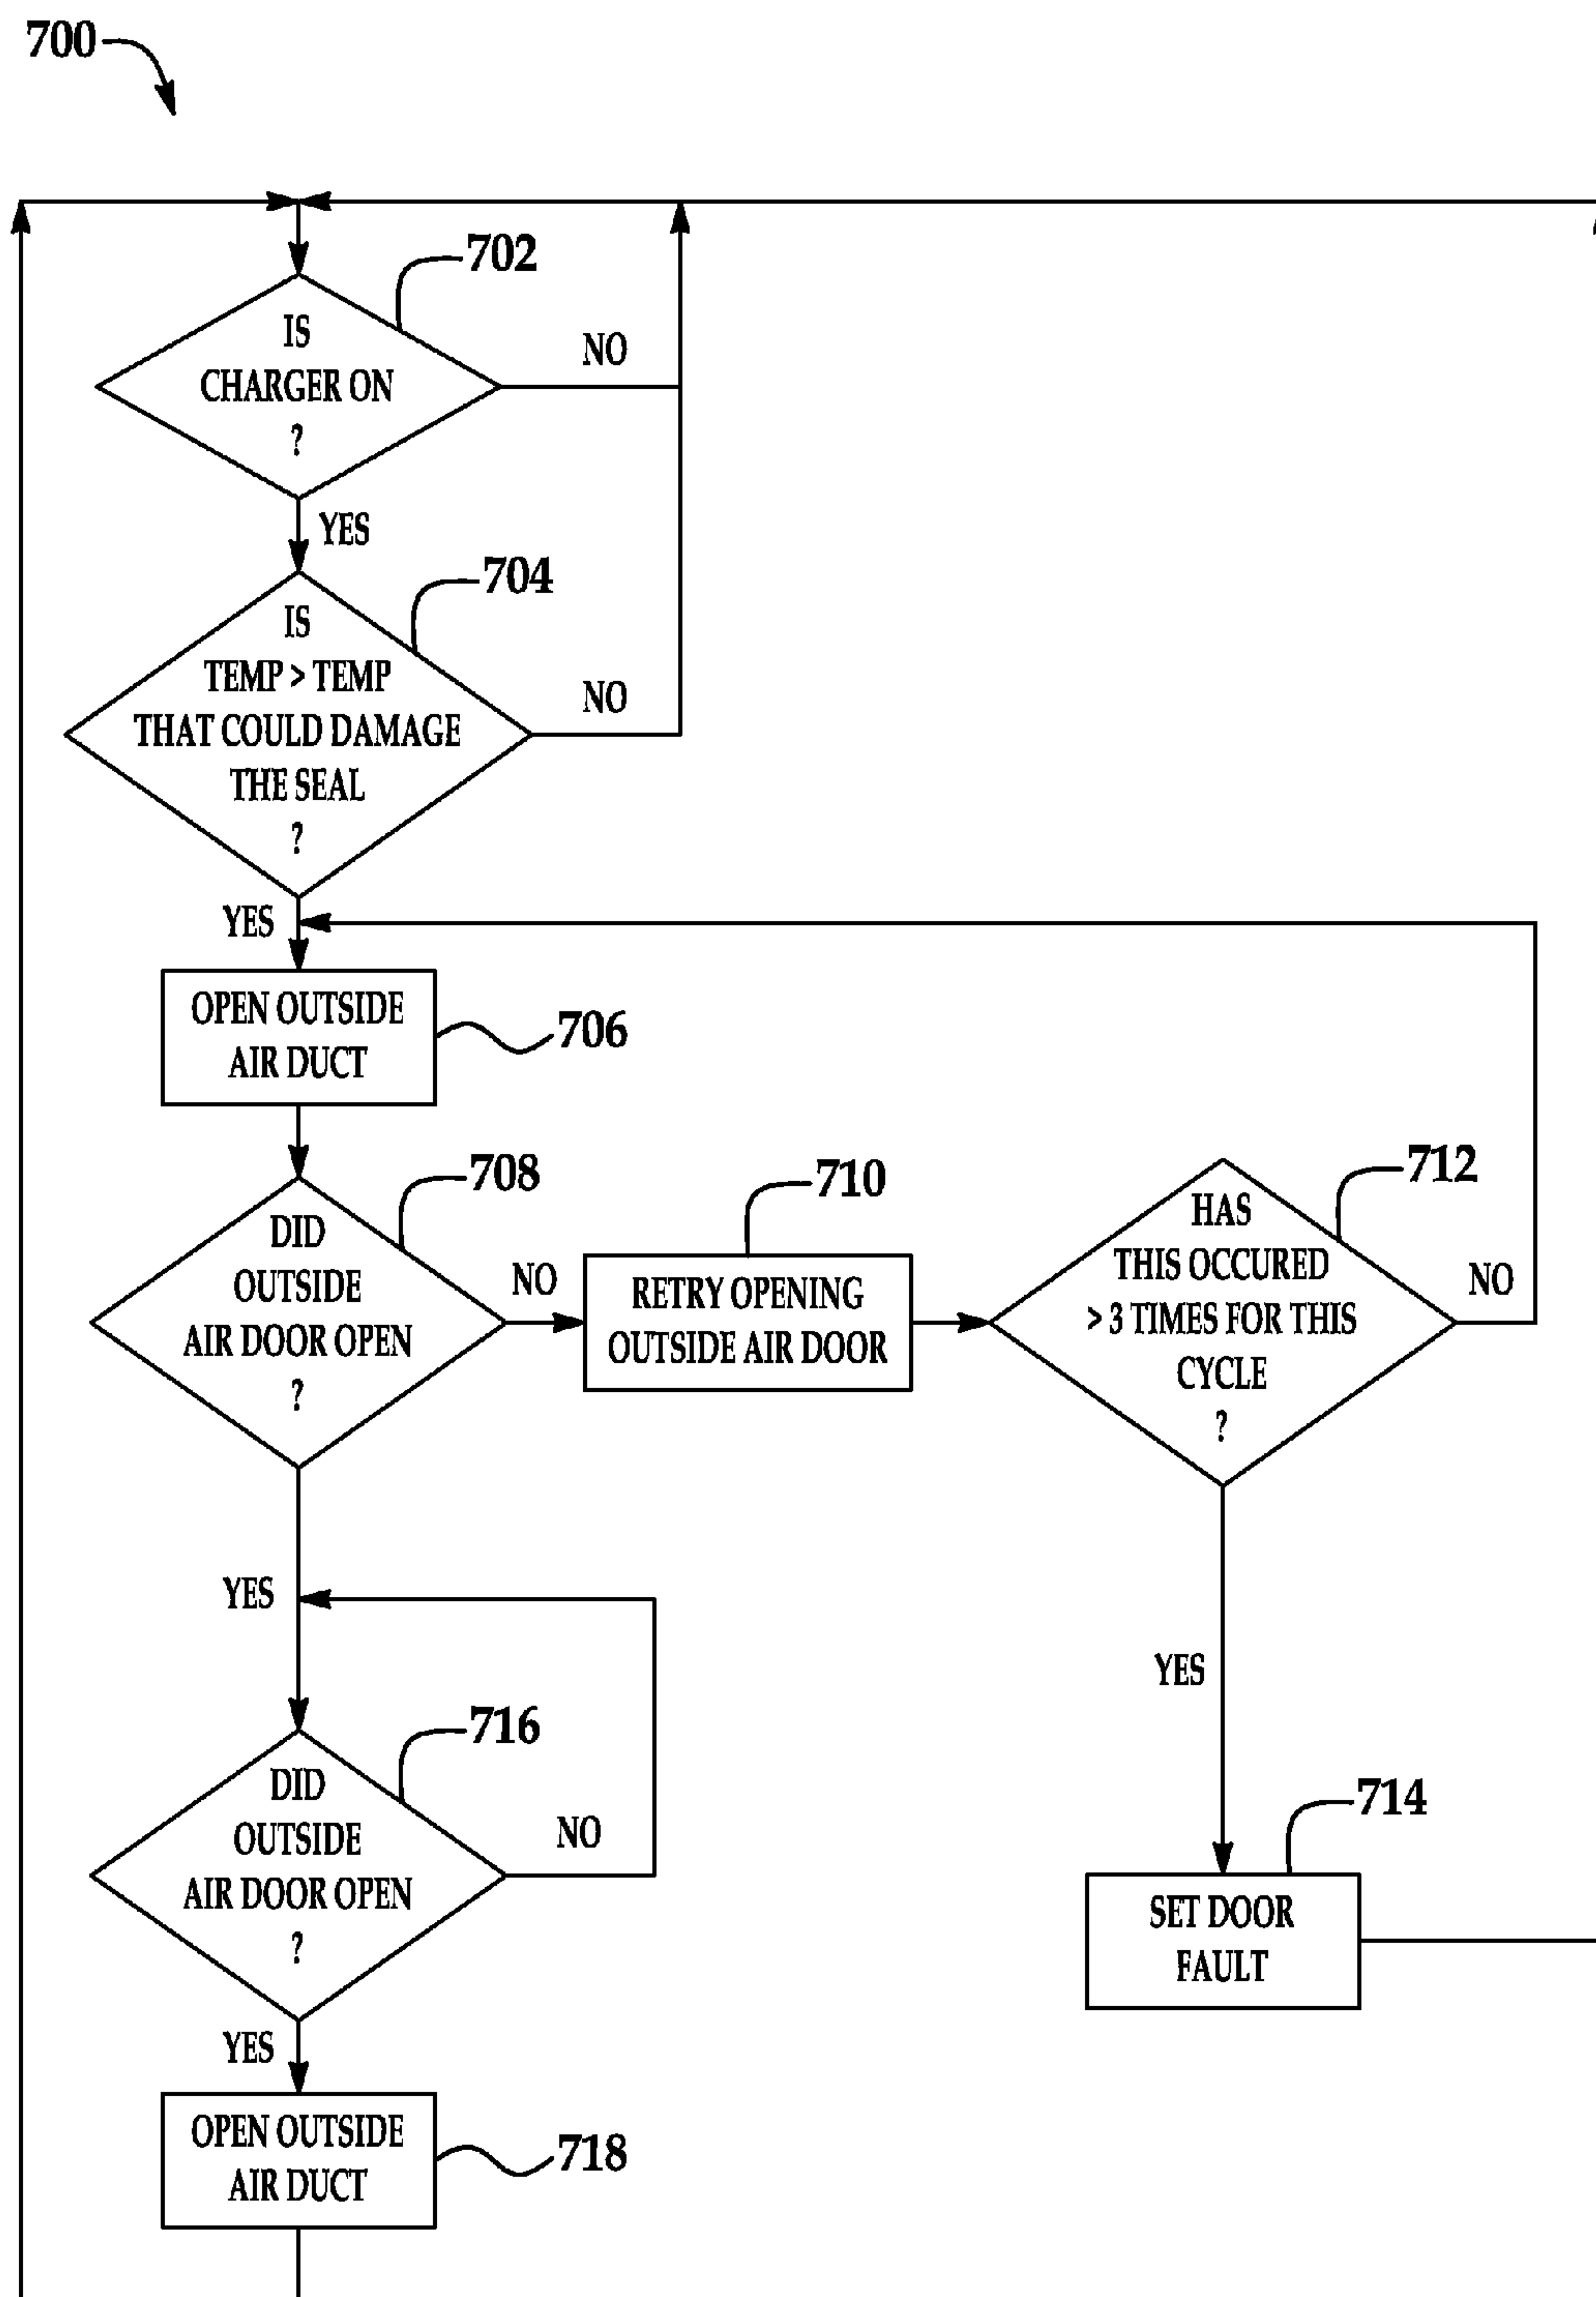 700
702
IS
CHARGER ON
?
NO
YES
704
IS
TEMP > TEMP
THAT COULD DAMAGE
THE SEAL
?
NO
YES
OPEN OUTSIDE
AIR DUCT
706
708
DID
OUTSIDE
AIR DOOR OPEN
?
NO
710
RETRY OPENING
OUTSIDE AIR DOOR
712
HAS
THIS OCCURED
> 3 TIMES FOR THIS
CYCLE
?
NO
YES
YES
716
DID
OUTSIDE
AIR DOOR OPEN
?
NO
714
SET DOOR
FAULT
YES
OPEN OUTSIDE
AIR DUCT
718